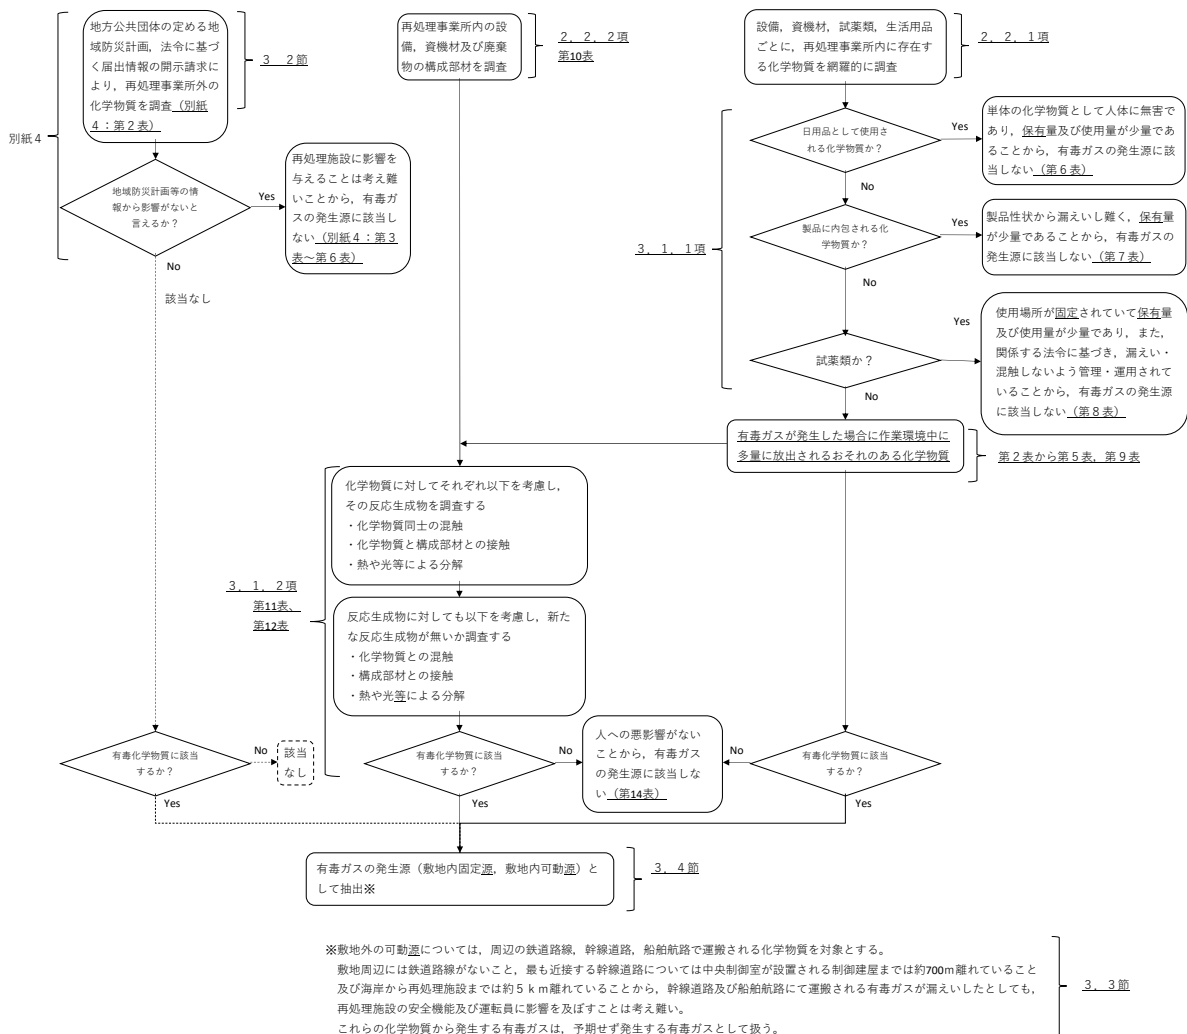 地方公共団体の定める地
域防災計画，法令に基づ
く届出情報の開示請求に
より，再処理事業所外の
化学物質を調査（別紙
４：第２表）
３　２節
別紙４
地域防災計画等の情
報から影響がないと
言えるか？
Yes
再処理施設に影響を
与えることは考え難
いことから，有毒ガ
スの発生源に該当し
ない（別紙４：第３
表～第６表）
No
該当なし
再処理事業所内の設
備，資機材及び廃棄
物の構成部材を調査
２．２．２項
第10表
設備，資機材，試薬類，生活用品
ごとに，再処理事業所内に存在す
る化学物質を網羅的に調査
２．２．１項
３．１．１項
日用品として使用さ
れる化学物質か？
Yes
単体の化学物質として人体に無害で
あり，保有量及び使用量が少量であ
ることから，有毒ガスの発生源に該
当しない（第６表）
No
製品に内包される化
学物質か？
Yes
製品性状から漏えいし難く，保有量
が少量であることから，有毒ガスの
発生源に該当しない（第７表）
No
試薬類か？
Yes
使用場所が固定されていて保有量
及び使用量が少量であり，また，
関係する法令に基づき，漏えい・
混触しないよう管理・運用されて
いることから，有毒ガスの発生源
に該当しない（第８表）
No
有毒ガスが発生した場合に作業環境中に
多量に放出されるおそれのある化学物質
第２表から第５表，第９表
化学物質に対してそれぞれ以下を考慮し，
その反応生成物を調査する
・化学物質同士の混触
・化学物質と構成部材との接触
・熱や光等による分解
３．１．２項
第11表、
第12表
反応生成物に対しても以下を考慮し，新た
な反応生成物が無いか調査する
・化学物質との混触
・構成部材との接触
・熱や光等による分解
有毒化学物質に該当
するか？
No
該当
なし
Yes
有毒化学物質に該当
するか？
No
Yes
人への悪影響がない
ことから，有毒ガス
の発生源に該当しな
い（第14表）
No
有毒化学物質に該当
するか？
Yes
有毒ガスの発生源（敷地内固定源，敷地内可動源）と
して抽出※
３．４節
※敷地外の可動源については，周辺の鉄道路線，幹線道路，船舶航路で運搬される化学物質を対象とする。
敷地周辺には鉄道路線がないこと，最も近接する幹線道路については中央制御室が設置される制御建屋までは約700ｍ離れていること
及び海岸から再処理施設までは約５ｋｍ離れていることから，幹線道路及び船舶航路にて運搬される有毒ガスが漏えいしたとしても，
再処理施設の安全機能及び運転員に影響を及ぼすことは考え難い。
これらの化学物質から発生する有毒ガスは，予期せず発生する有毒ガスとして扱う。
３．３節